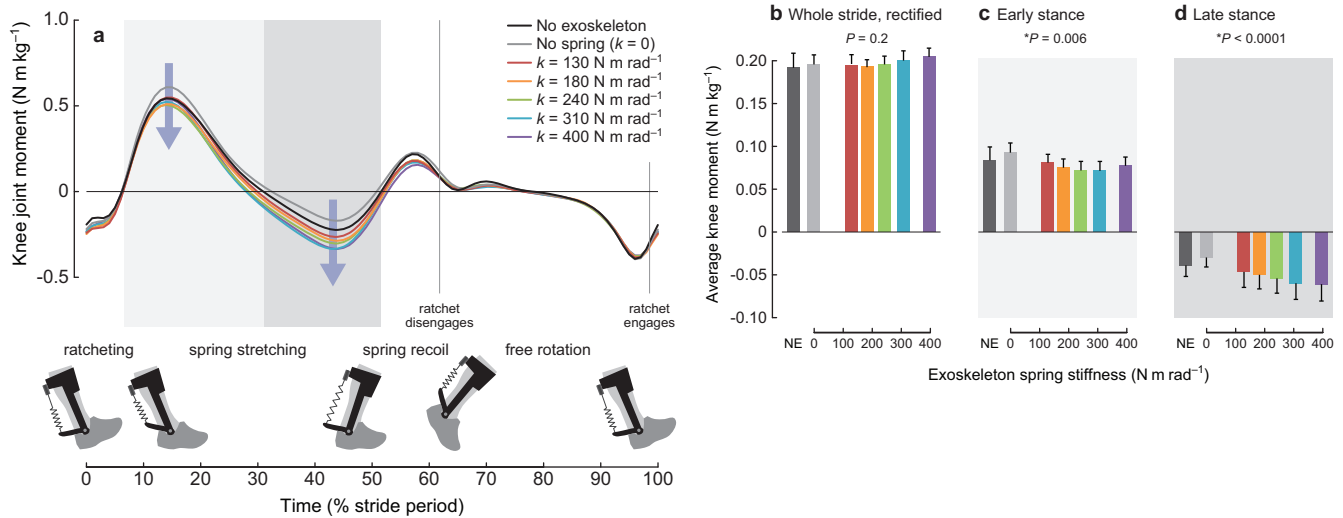 a
Knee joint moment (N m kg⁻¹)
1.0
0.5
0
-0.5
No exoskeleton
No spring (k = 0)
k = 130 N m rad⁻¹
k = 180 N m rad⁻¹
k = 240 N m rad⁻¹
k = 310 N m rad⁻¹
k = 400 N m rad⁻¹
ratchet
disengages
ratchet
engages
ratcheting
spring stretching
spring recoil
free rotation
0 10 20 30 40 50 60 70 80 90 100
Time (% stride period)
b Whole stride, rectified
P = 0.2
Average knee moment (N m kg⁻¹)
0.20
0.15
0.10
0.05
0
-0.05
-0.10
NE 0 100 200 300 400
c Early stance
*P = 0.006
NE 0 100 200 300 400
d Late stance
*P < 0.0001
NE 0 100 200 300 400
Exoskeleton spring stiffness (N m rad⁻¹)